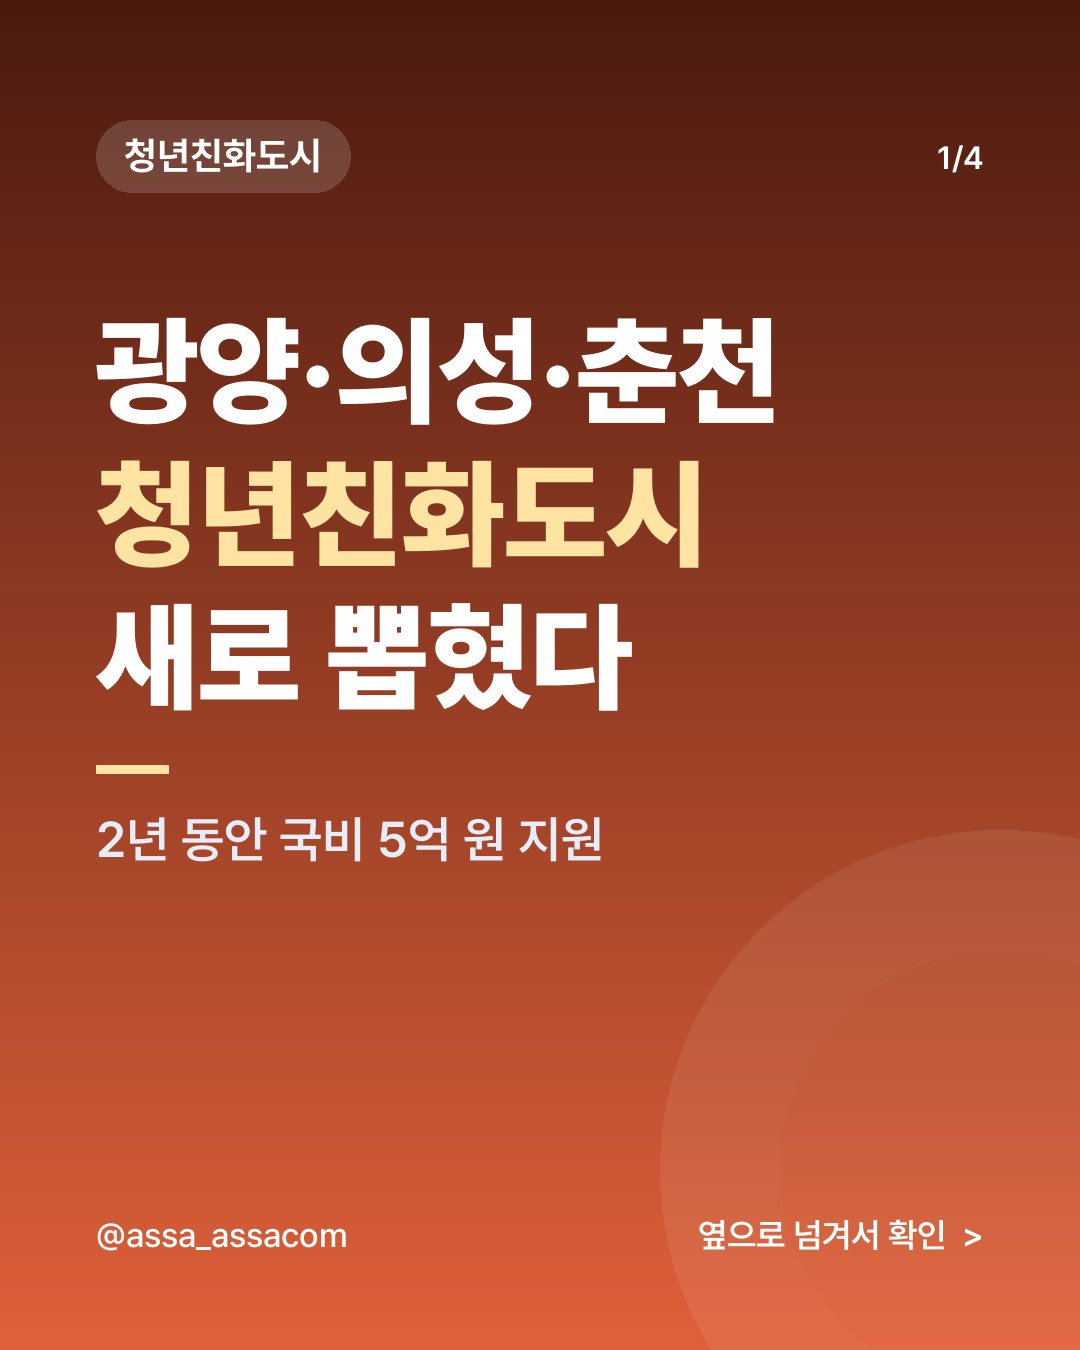 청년친화도시
1/4
광양·의성·춘천
청년친화도시
새로 뽑혔다
2년 동안 국비 5억 원 지원
@assa_assacom
옆으로 넘겨서 확인 >